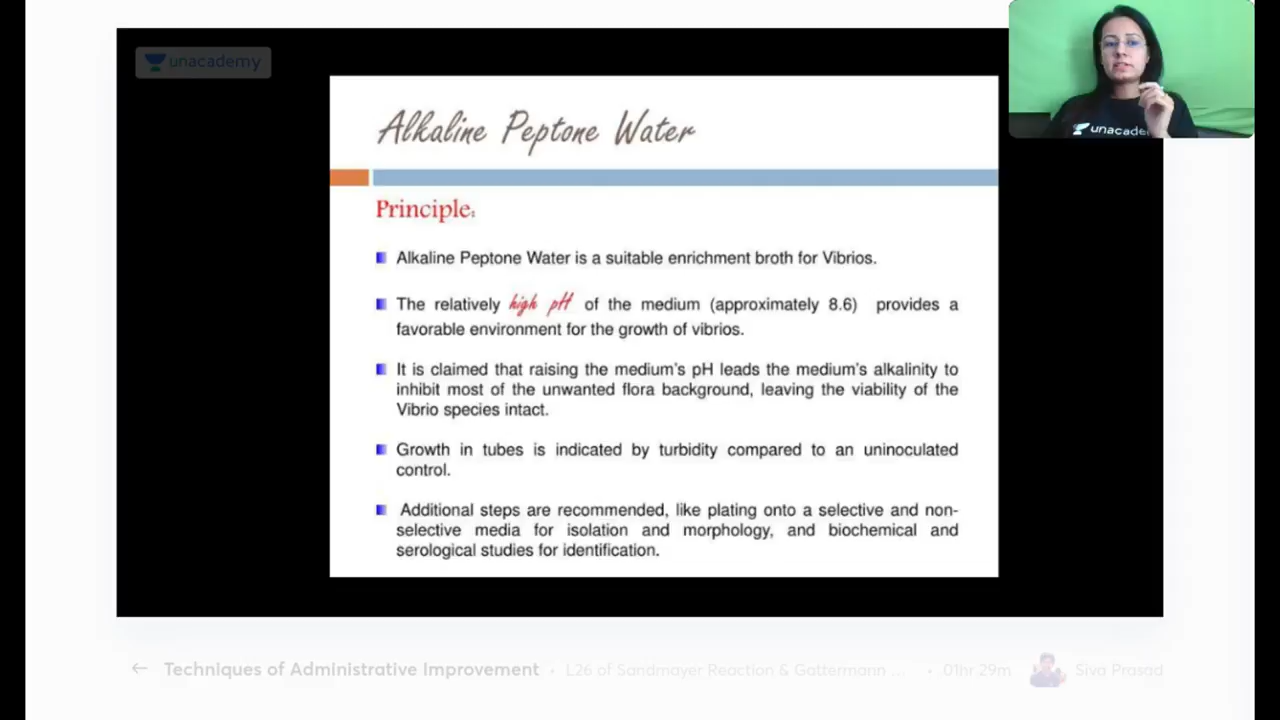 unacademy
unacade
Alkaline Peptone Water
Principle:
Alkaline Peptone Water is a suitable enrichment broth for Vibrios.
The relatively high pH of the medium (approximately 8.6) provides a
favorable environment for the growth of vibrios.
It is claimed that raising the medium's pH leads the medium's alkalinity to
inhibit most of the unwanted flora background, leaving the viability of the
Vibrio species intact.
Growth in tubes is indicated by turbidity compared to an uninoculated
control.
Additional steps are recommended, like plating onto a selective and non-
selective media for isolation and morphology, and biochemical and
serological studies for identification.
← Techniques of Administrative Improvement • L26 of Sandmayer Reaction & Gattermann ... • 01hr 29m Siva Prasad